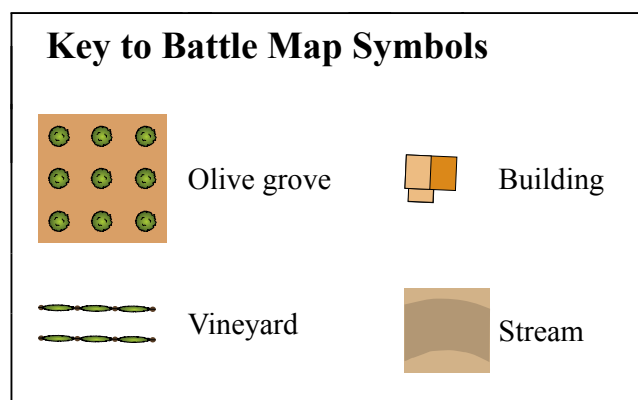 Key to Battle Map Symbols
Olive grove
Building
Vineyard
Stream